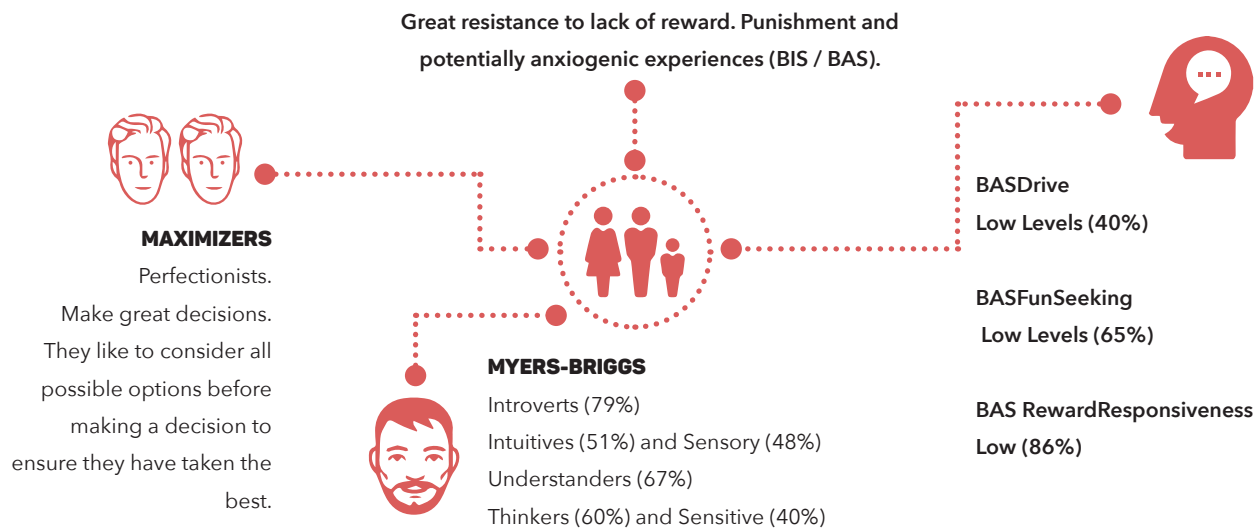 Great resistance to lack of reward. Punishment and
potentially anxiogenic experiences (BIS / BAS).
MAXIMIZERS
Perfectionists.
Make great decisions.
They like to consider all
possible options before
making a decision to
ensure they have taken the
best.
MYERS-BRIGGS
Introverts (79%)
Intuitives (51%) and Sensory (48%)
Understanders (67%)
Thinkers (60%) and Sensitive (40%)
BASDrive
Low Levels (40%)
BASFunSeeking
Low Levels (65%)
BAS RewardResponsiveness
Low (86%)